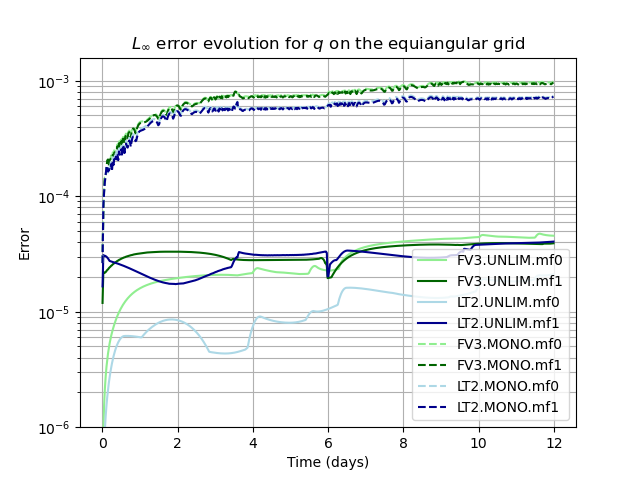 L∞ error evolution for q on the equiangular grid
10⁻³
10⁻⁴
10⁻⁵
10⁻⁶
Error
0 2 4 6 8 10 12
Time (days)
FV3.UNLIM.mf0
FV3.UNLIM.mf1
LT2.UNLIM.mf0
LT2.UNLIM.mf1
FV3.MONO.mf0
FV3.MONO.mf1
LT2.MONO.mf0
LT2.MONO.mf1